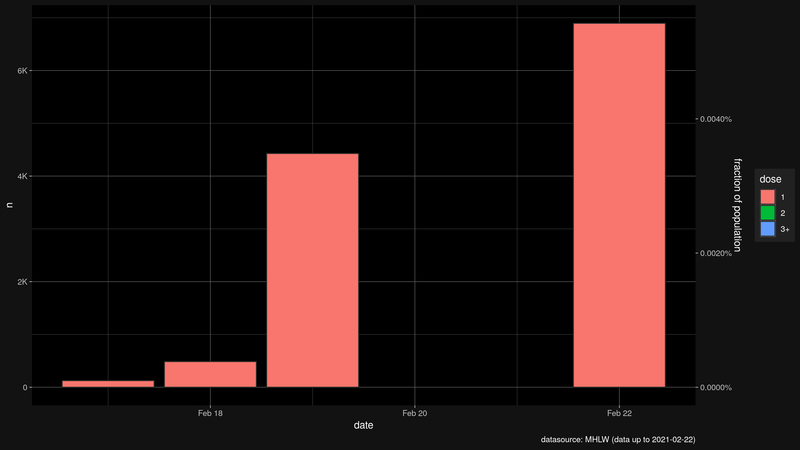 6K
4K
2K
0
n
Feb 18
Feb 20
Feb 22
date
0.0040%
0.0020%
0.0000%
fraction of population
dose
1
2
3+
datasource: MHLW (data up to 2021-02-22)